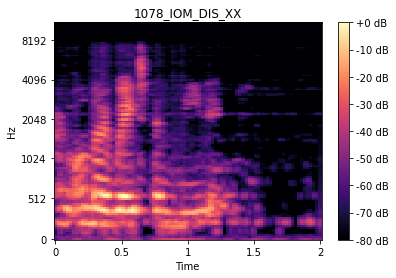 1078_IOM_DIS_XX
8192
4096
2048
1024
512
0
Hz
0
0.5
1
1.5
2
Time
+0 dB
-10 dB
-20 dB
-30 dB
-40 dB
-50 dB
-60 dB
-70 dB
-80 dB